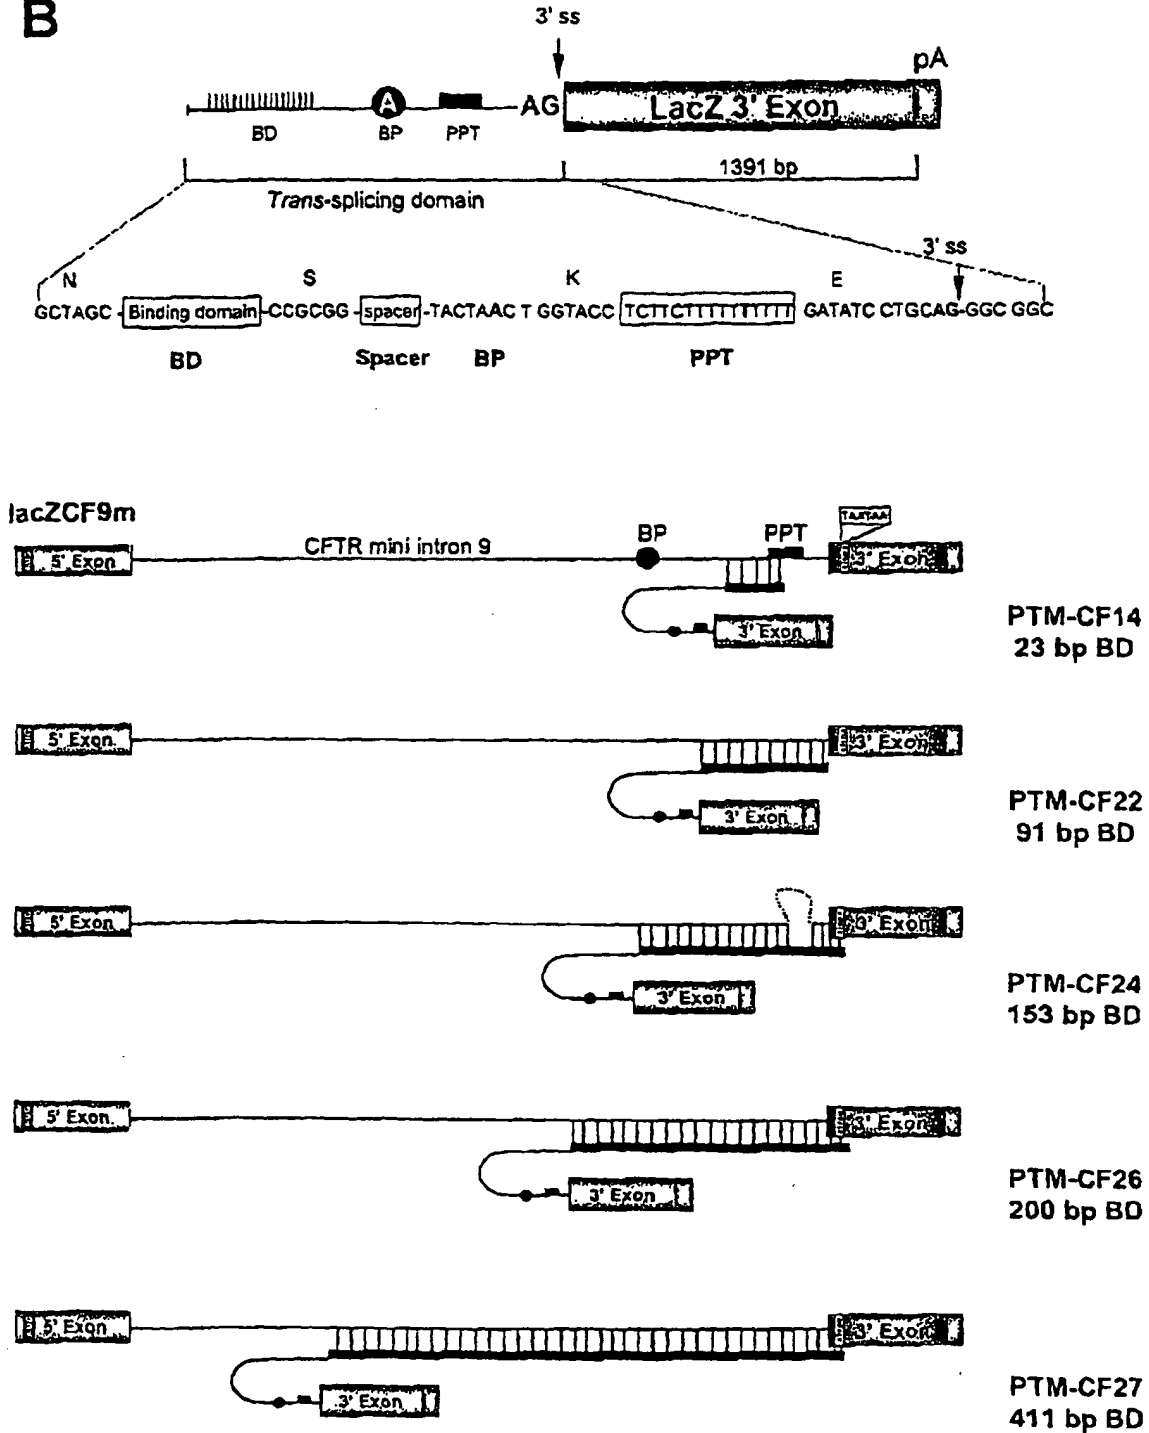 B
3' ss
pA
A
AG
LacZ 3' Exon
BD
BP
PPT
1391 bp
Trans-splicing domain
3' ss
N
S
K
E
GCTAGC - Binding domain -CCGCGG - spacer -TACTAAC T GGTACC TCTTCTTTTTTTTTT GATATC CTGCAG-GGC GGC
BD
Spacer
BP
PPT
lacZCF9m
BP
PPT
5' Exon
CFTR mini intron 9
3' Exon
3' Exon
PTM-CF14
23 bp BD
5' Exon
3' Exon
3' Exon
PTM-CF22
91 bp BD
5' Exon
3' Exon
3' Exon
PTM-CF24
153 bp BD
5' Exon
3' Exon
3' Exon
PTM-CF26
200 bp BD
5' Exon
3' Exon
3' Exon
PTM-CF27
411 bp BD